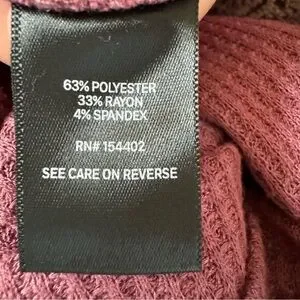 63% POLYESTER
33% RAYON
4% SPANDEX
RN# 154402
SEE CARE ON REVERSE